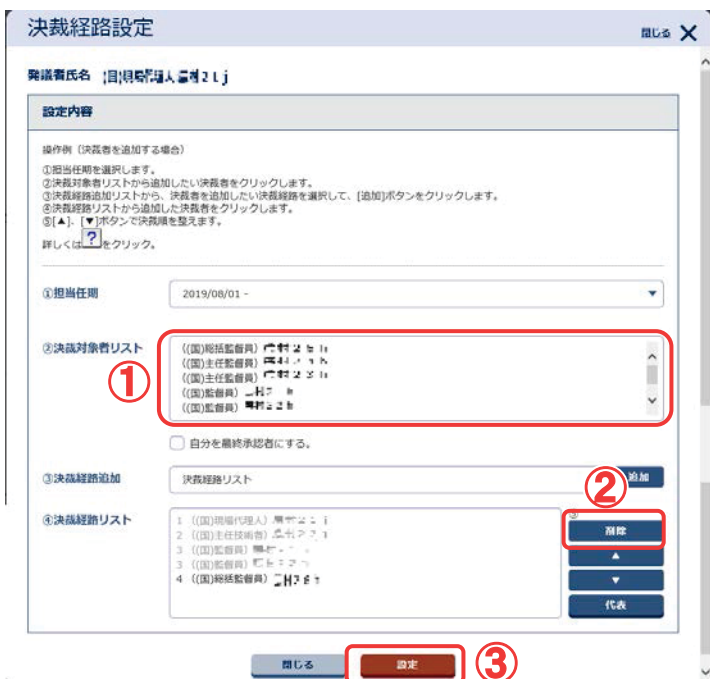 決裁経路設定
閉じる
発議者氏名
設定内容
操作例（決裁者を追加する場合）
①担当任期を選択します。
②決裁対象者リストから追加したい決裁者をクリックします。
③決裁経路追加リストから、決裁者を追加したい決裁経路を選択して、[追加]ボタンをクリックします。
④決裁経路リストから追加した決裁者をクリックします。
⑤[▲]、[▼]ボタンで決裁順を整えます。
詳しくは ? をクリック。
①担当任期
2019/08/01 -
②決裁対象者リスト
((国)総括監督員)
((国)主任監督員)
((国)主任監督員)
((国)監督員)
((国)監督員)
①
自分を最終承認者にする。
③決裁経路追加
決裁経路リスト
追加
②
④決裁経路リスト
1 ((国)現場代理人)
2 ((国)主任技術者)
3 ((国)監督員)
3 ((国)監督員)
4 ((国)総括監督員)
⑤
削除
▲
▼
代表
閉じる
設定
③